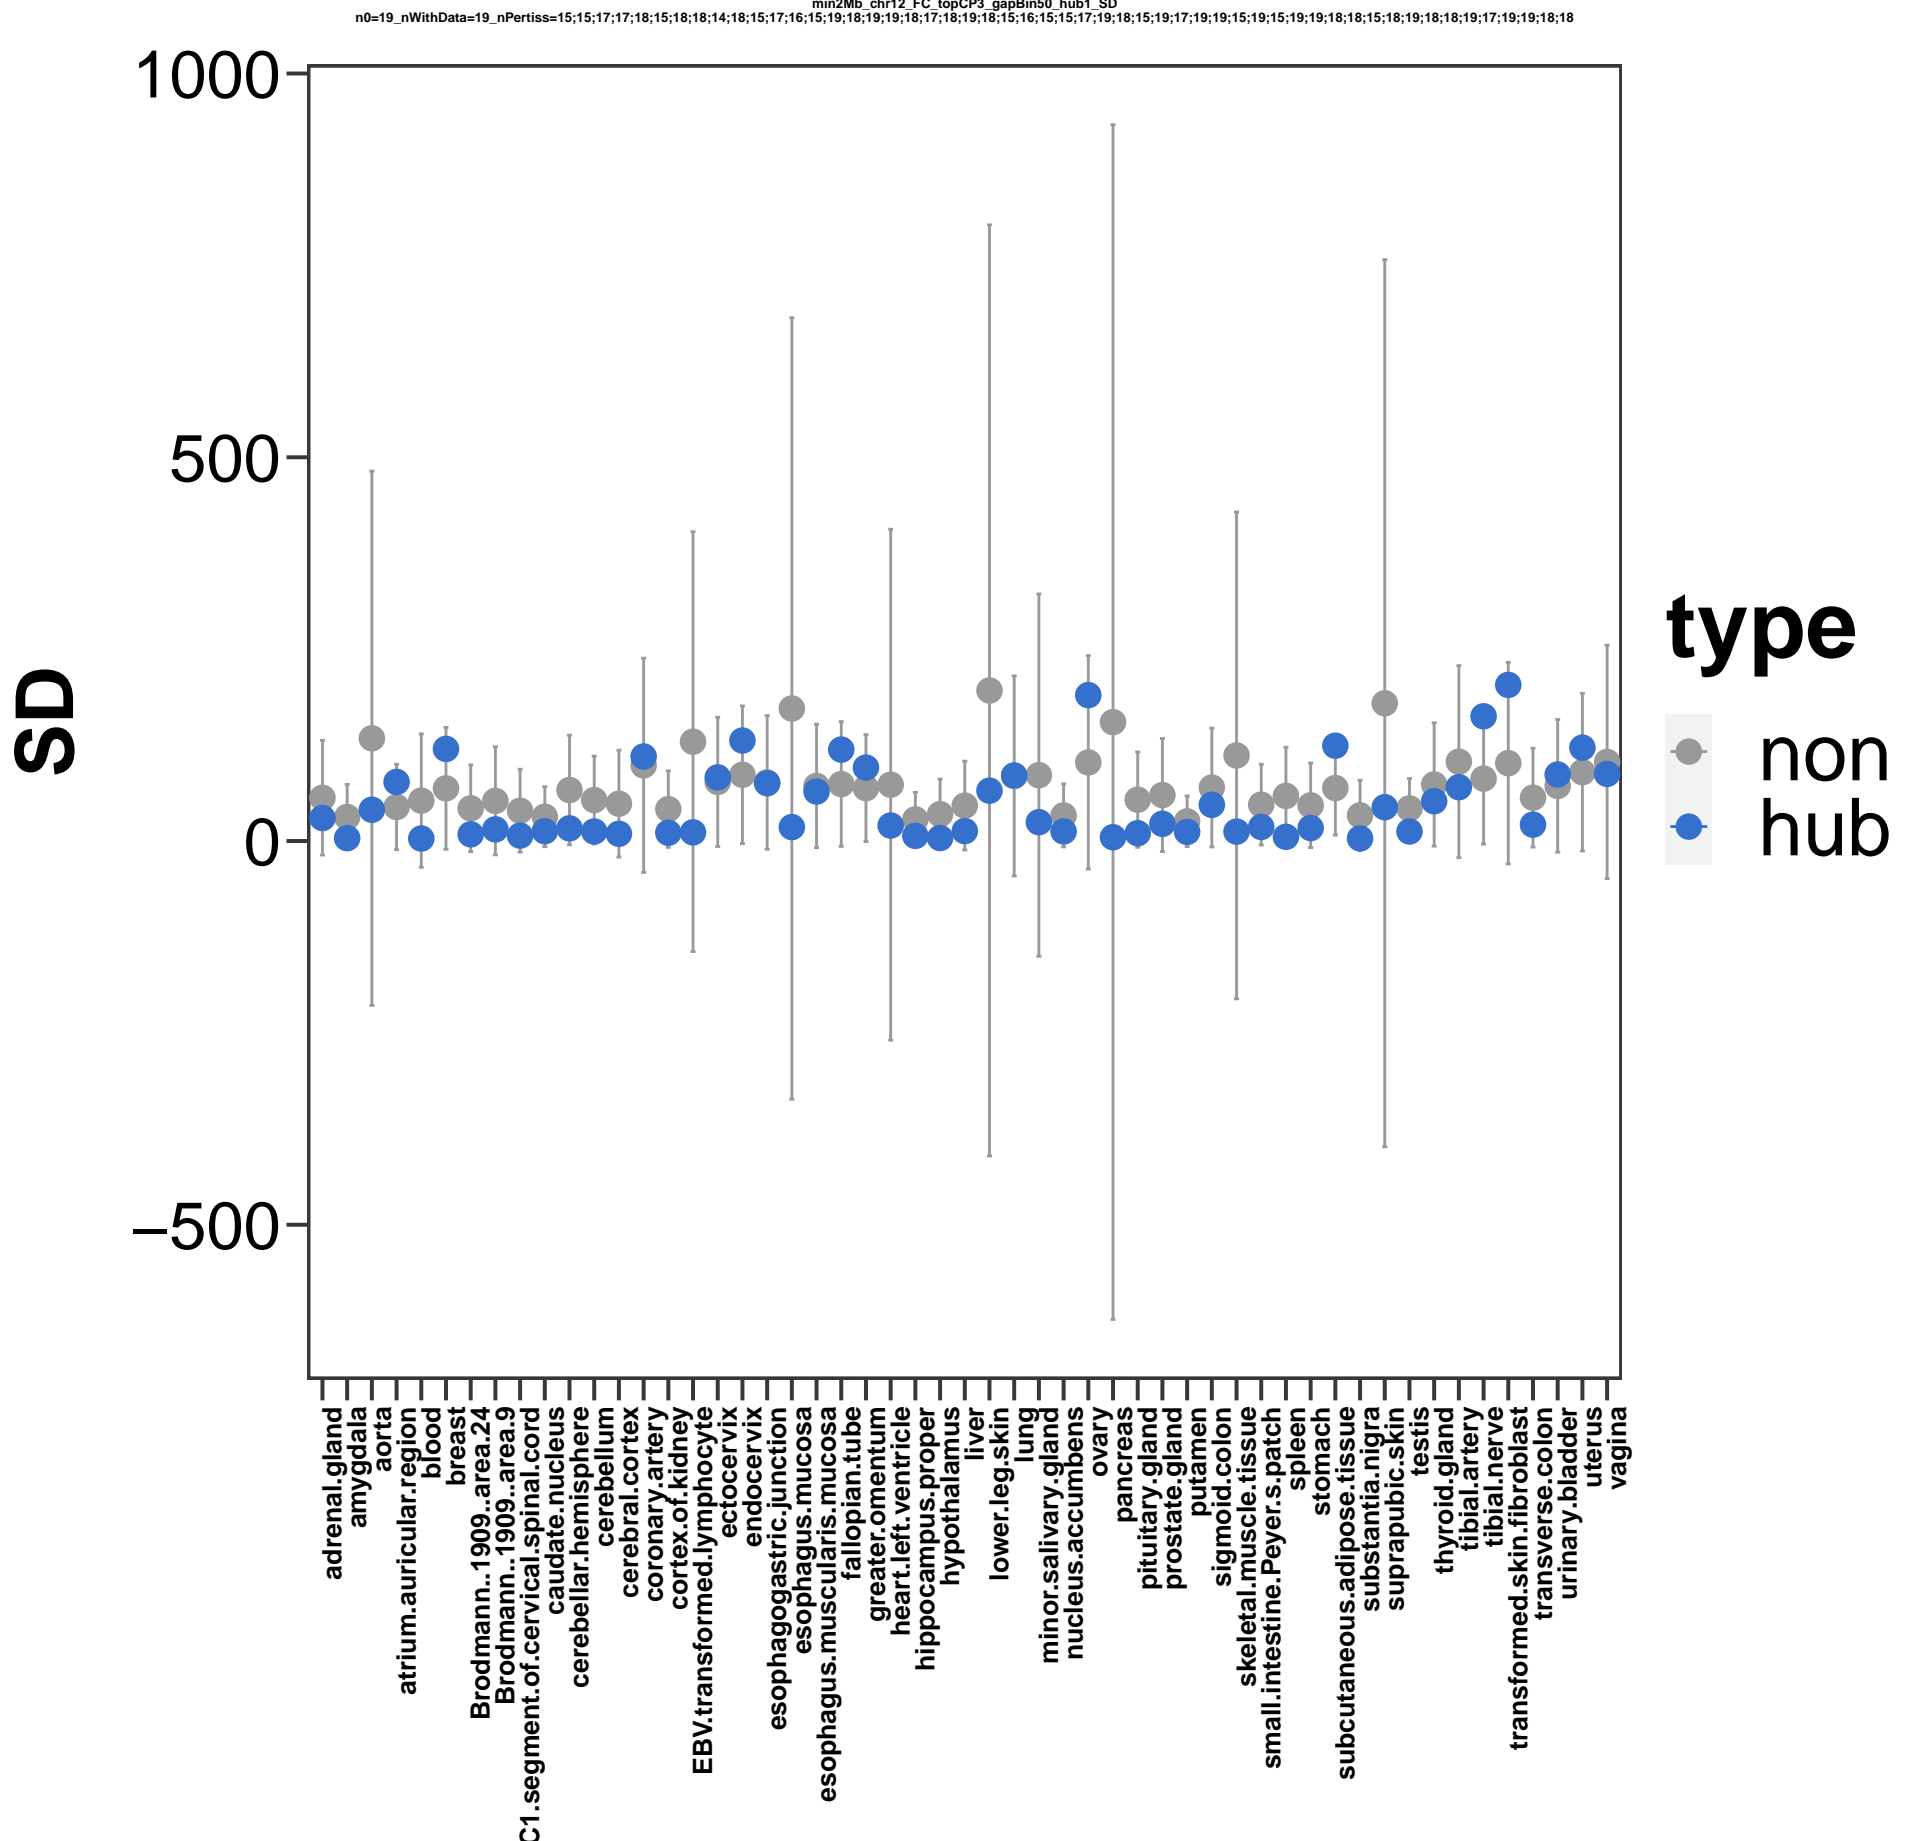 min2Mb_chr12_FC_topCP3_gapBin50_hub1_SD
n0=19_nWithData=19_nPertiss=15;15;17;17;18;15;18;18;14;18;15;17;16;15;19;18;19;19;18;17;18;19;18;15;16;15;15;17;19;18;15;19;17;19;19;15;19;15;19;19;18;18;15;18;19;18;18;19;17;19;19;18;18
1000
500
0
−500
SD
type
non
hub
adrenal.gland
amygdala
aorta
atrium.auricular.region
blood
breast
Brodmann..1909..area.24
Brodmann..1909..area.9
C1.segment.of.cervical.spinal.cord
caudate.nucleus
cerebellar.hemisphere
cerebellum
cerebral.cortex
coronary.artery
cortex.of.kidney
EBV.transformed.lymphocyte
ectocervix
endocervix
esophagogastric.junction
esophagus.mucosa
esophagus.muscularis.mucosa
fallopian.tube
greater.omentum
heart.left.ventricle
hippocampus.proper
hypothalamus
liver
lower.leg.skin
lung
minor.salivary.gland
nucleus.accumbens
ovary
pancreas
pituitary.gland
prostate.gland
putamen
sigmoid.colon
skeletal.muscle.tissue
small.intestine.Peyer.s.patch
spleen
stomach
subcutaneous.adipose.tissue
substantia.nigra
suprapubic.skin
testis
thyroid.gland
tibial.artery
tibial.nerve
transformed.skin.fibroblast
transverse.colon
urinary.bladder
uterus
vagina